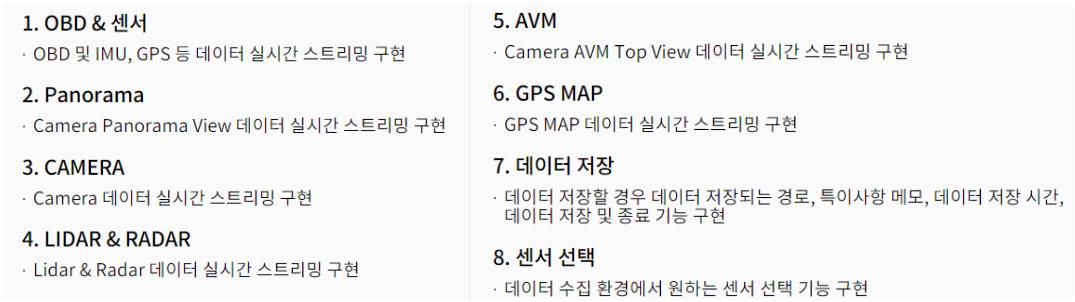 1. OBD & 센서
· OBD 및 IMU, GPS 등 데이터 실시간 스트리밍 구현
2. Panorama
· Camera Panorama View 데이터 실시간 스트리밍 구현
3. CAMERA
· Camera 데이터 실시간 스트리밍 구현
4. LIDAR & RADAR
· Lidar & Radar 데이터 실시간 스트리밍 구현
5. AVM
· Camera AVM Top View 데이터 실시간 스트리밍 구현
6. GPS MAP
· GPS MAP 데이터 실시간 스트리밍 구현
7. 데이터 저장
· 데이터 저장할 경우 데이터 저장되는 경로, 특이사항 메모, 데이터 저장 시간,
데이터 저장 및 종료 기능 구현
8. 센서 선택
· 데이터 수집 환경에서 원하는 센서 선택 기능 구현